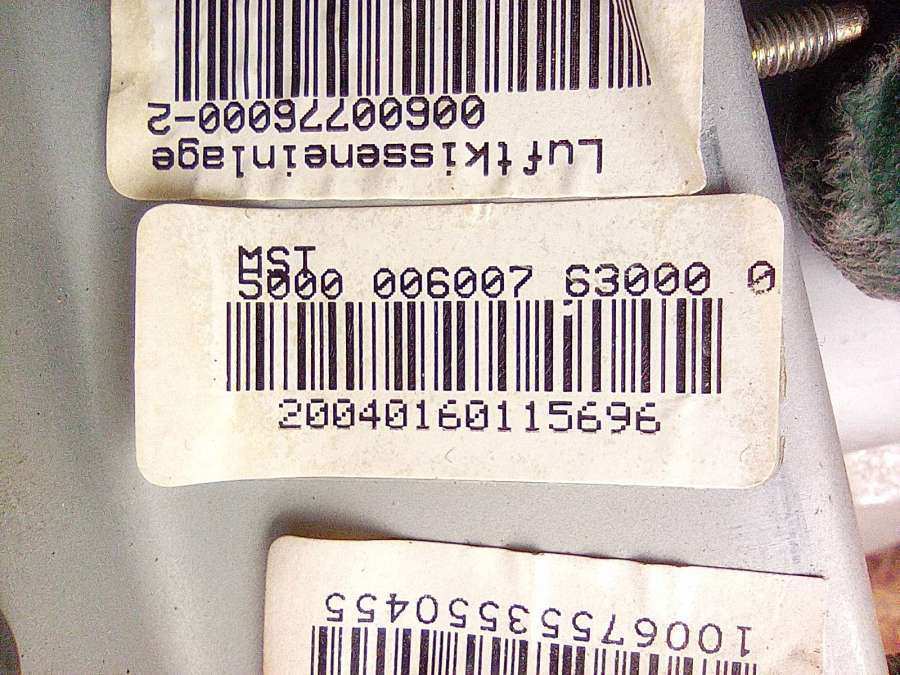 Luftkisseneinlage
00600776000-2
MST
5000 006007 63000 0
20040160115696
10067553550455